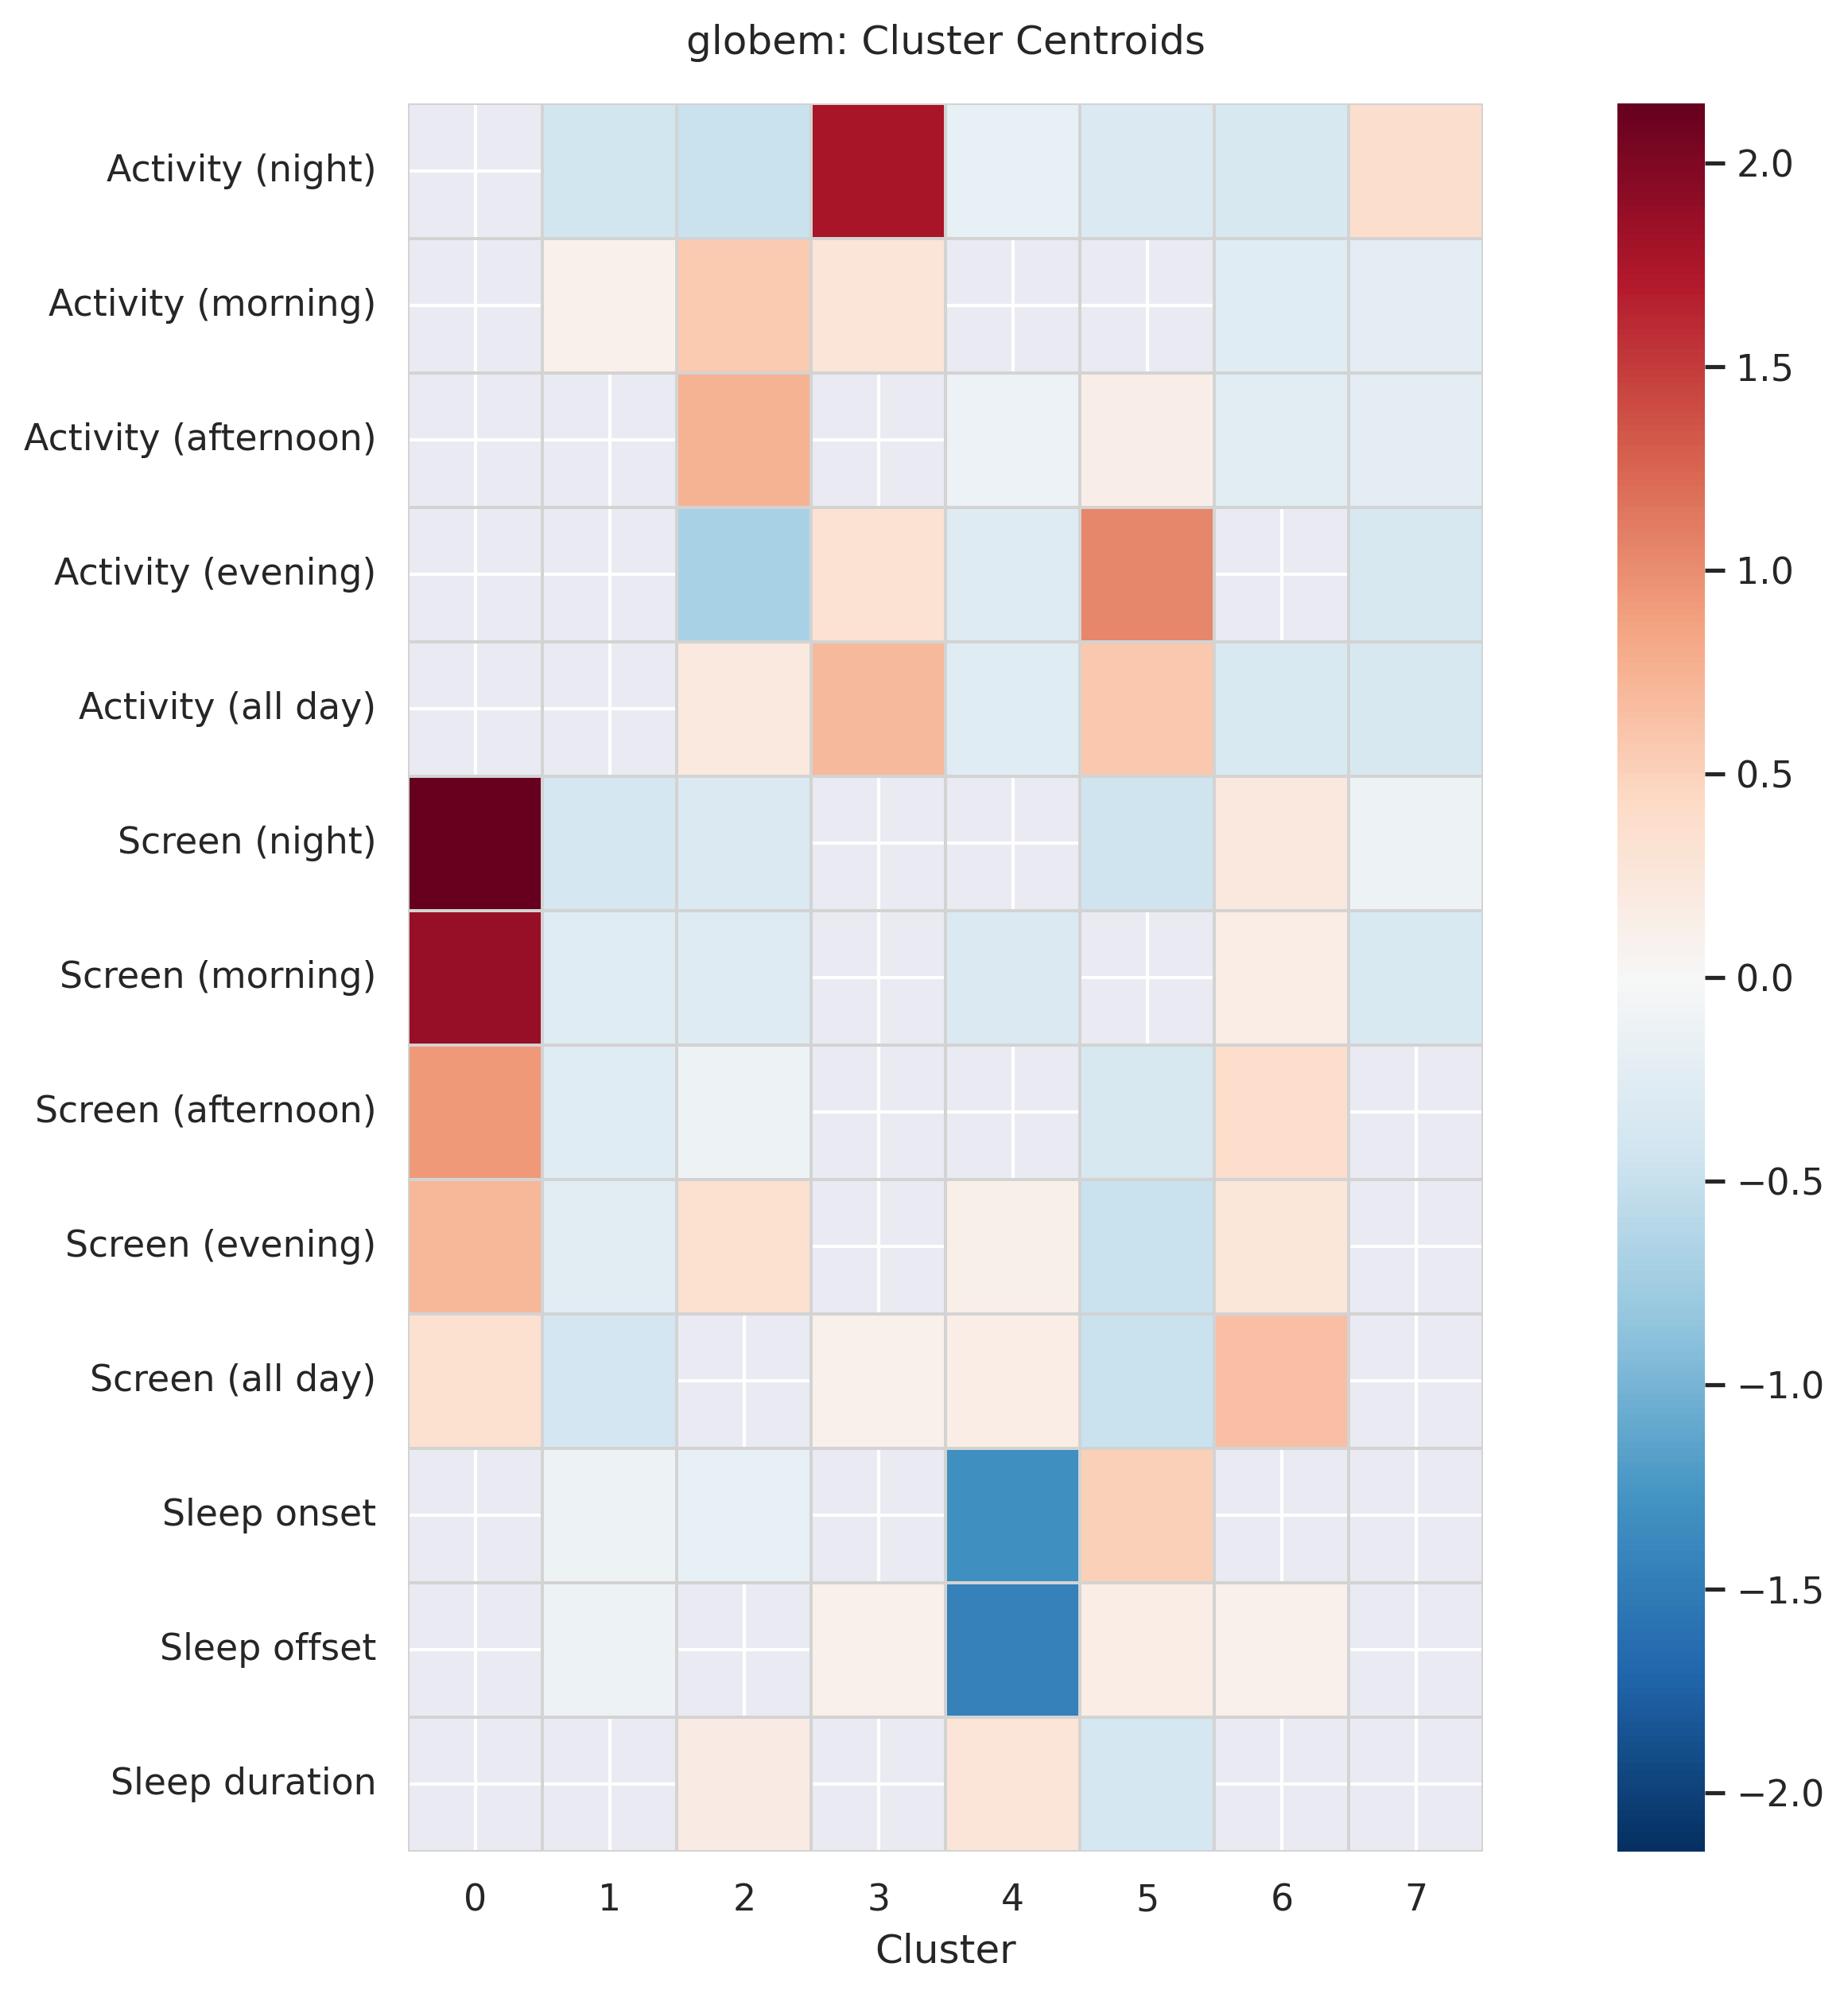 globem: Cluster Centroids
Activity (night)
Activity (morning)
Activity (afternoon)
Activity (evening)
Activity (all day)
Screen (night)
Screen (morning)
Screen (afternoon)
Screen (evening)
Screen (all day)
Sleep onset
Sleep offset
Sleep duration
0 1 2 3 4 5 6 7
Cluster
2.0
1.5
1.0
0.5
0.0
−0.5
−1.0
−1.5
−2.0